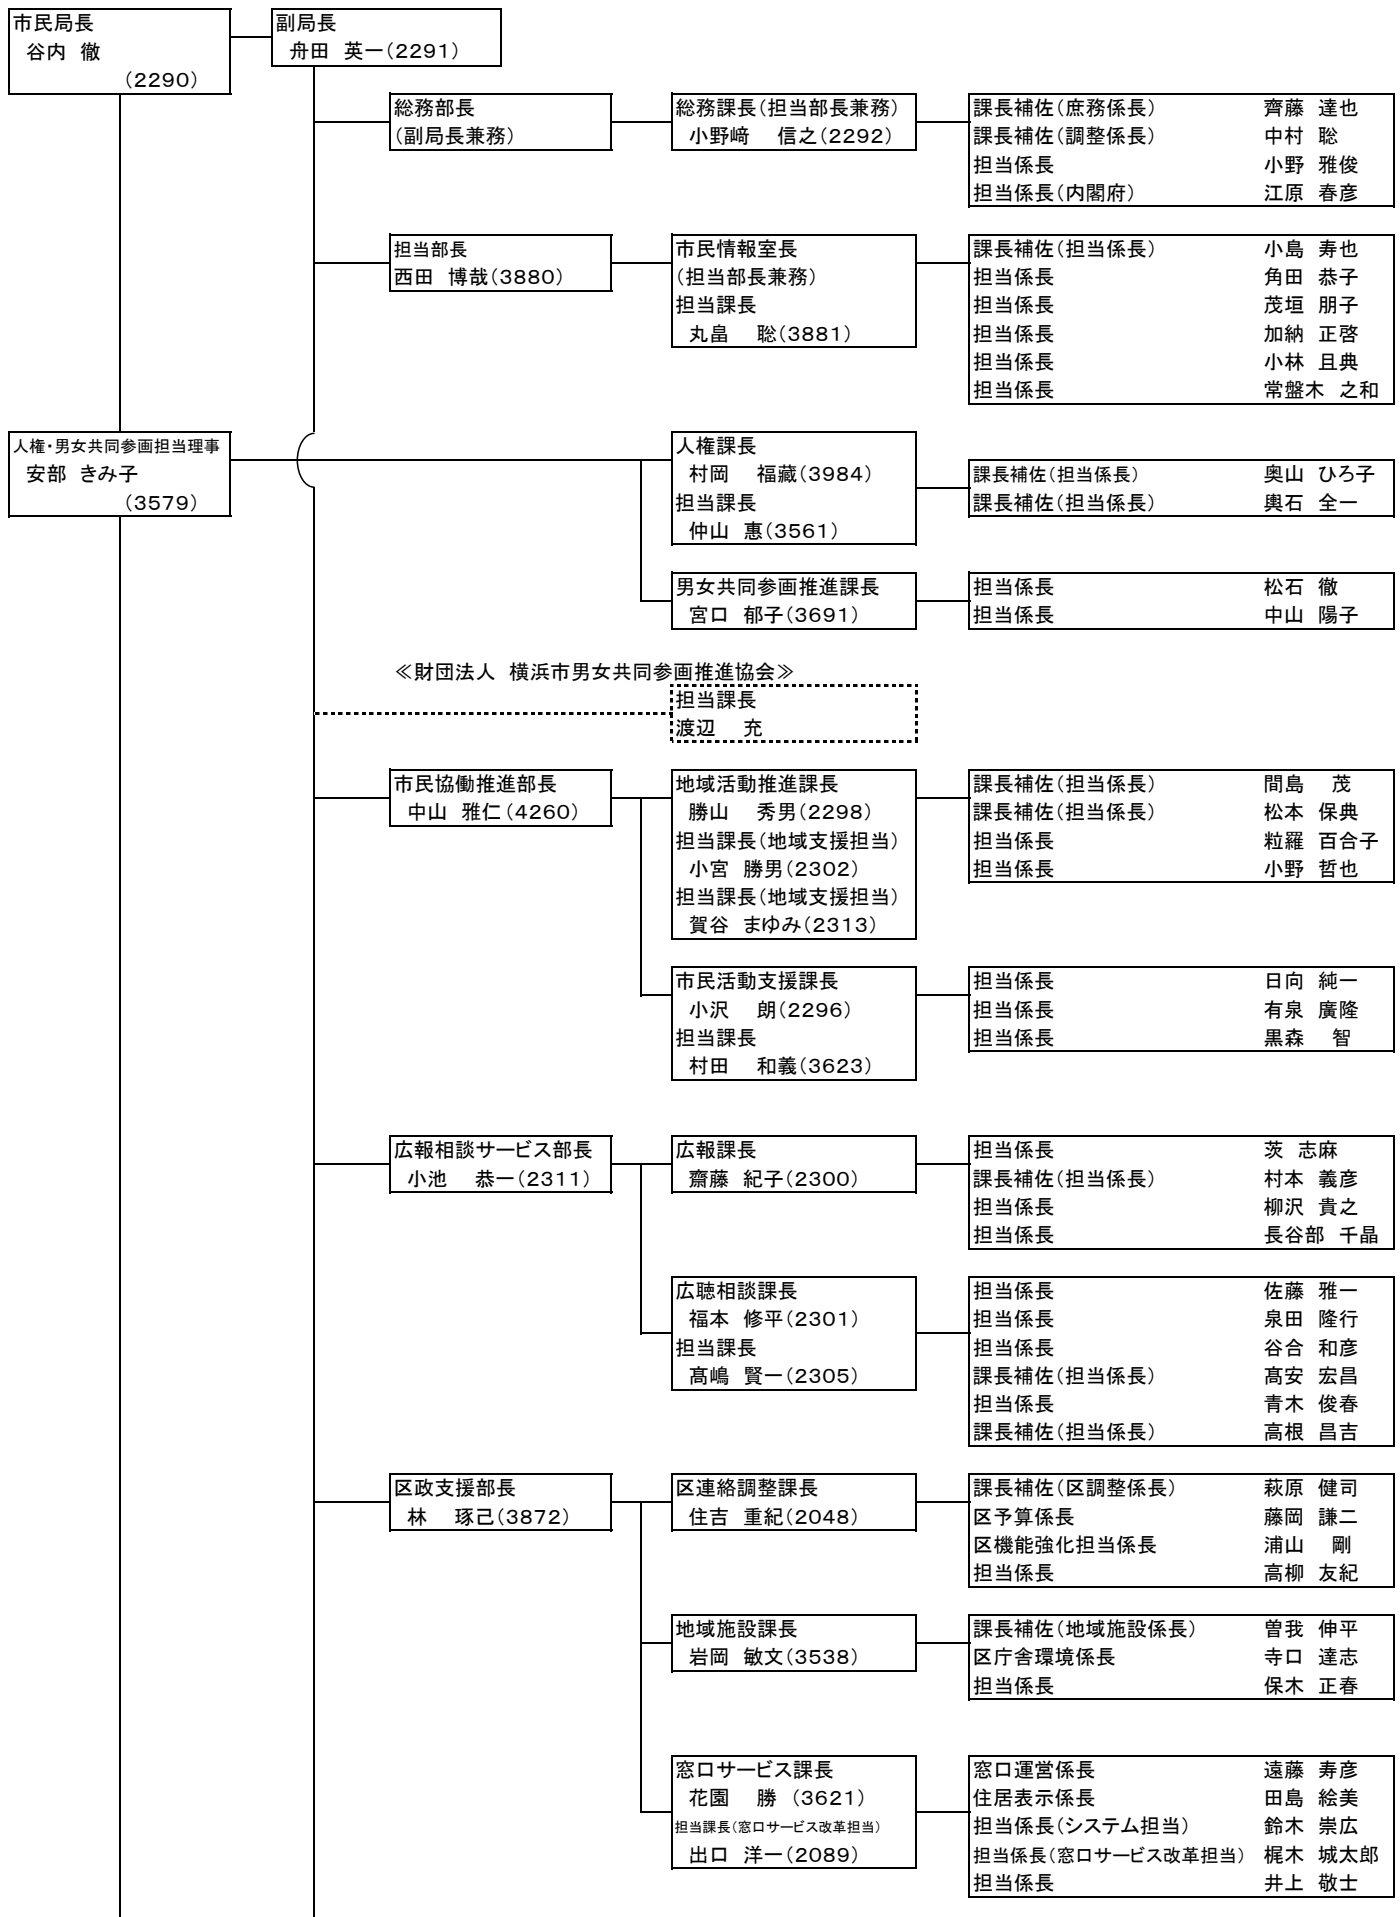 市民局長
谷内 徹
(2290)
副局長
舟田 英一(2291)
総務部長
(副局長兼務)
総務課長(担当部長兼務)
小野﨑 信之(2292)
課長補佐(庶務係長) 齊藤 達也
課長補佐(調整係長) 中村 聡
担当係長 小野 雅俊
担当係長(内閣府) 江原 春彦
担当部長
西田 博哉(3880)
市民情報室長
(担当部長兼務)
担当課長
丸畠 聡(3881)
課長補佐(担当係長) 小島 寿也
担当係長 角田 恭子
担当係長 茂垣 朋子
担当係長 加納 正啓
担当係長 小林 且典
担当係長 常盤木 之和
人権・男女共同参画担当理事
安部 きみ子
(3579)
人権課長
村岡 福藏(3984)
担当課長
仲山 惠(3561)
課長補佐(担当係長) 奥山 ひろ子
課長補佐(担当係長) 輿石 全一
男女共同参画推進課長
宮口 郁子(3691)
担当係長 松石 徹
担当係長 中山 陽子
≪財団法人 横浜市男女共同参画推進協会≫
担当課長
渡辺 充
市民協働推進部長
中山 雅仁(4260)
地域活動推進課長
勝山 秀男(2298)
担当課長(地域支援担当)
小宮 勝男(2302)
担当課長(地域支援担当)
賀谷 まゆみ(2313)
課長補佐(担当係長) 間島 茂
課長補佐(担当係長) 松本 保典
担当係長 粒羅 百合子
担当係長 小野 哲也
市民活動支援課長
小沢 朗(2296)
担当課長
村田 和義(3623)
担当係長 日向 純一
担当係長 有泉 廣隆
担当係長 黒森 智
広報相談サービス部長
小池 恭一(2311)
広報課長
齋藤 紀子(2300)
担当係長 茨 志麻
課長補佐(担当係長) 村本 義彦
担当係長 柳沢 貴之
担当係長 長谷部 千晶
広聴相談課長
福本 修平(2301)
担当課長
髙嶋 賢一(2305)
担当係長 佐藤 雅一
担当係長 泉田 隆行
担当係長 谷合 和彦
課長補佐(担当係長) 髙安 宏昌
担当係長 青木 俊春
課長補佐(担当係長) 高根 昌吉
区政支援部長
林 琢己(3872)
区連絡調整課長
住吉 重紀(2048)
課長補佐(区調整係長) 萩原 健司
区予算係長 藤岡 謙二
区機能強化担当係長 浦山 剛
担当係長 高柳 友紀
地域施設課長
岩岡 敏文(3538)
課長補佐(地域施設係長) 曽我 伸平
区庁舎環境係長 寺口 達志
担当係長 保木 正春
窓口サービス課長
花園 勝 (3621)
担当課長(窓口サービス改革担当)
出口 洋一(2089)
窓口運営係長 遠藤 寿彦
住居表示係長 田島 絵美
担当係長(システム担当) 鈴木 崇広
担当係長(窓口サービス改革担当) 梶木 城太郎
担当係長 井上 敬士